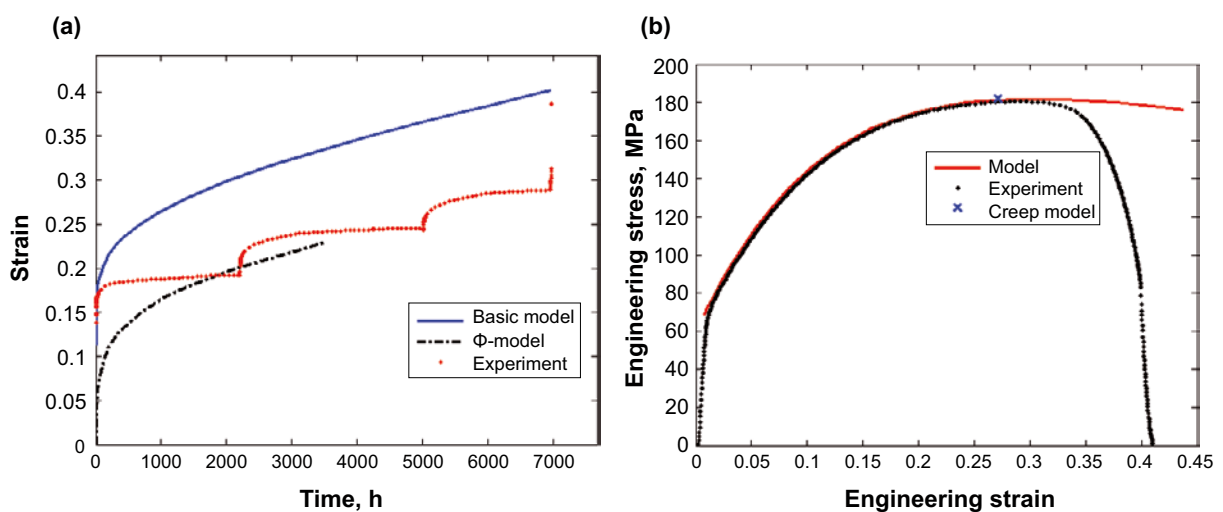 (a)
0.4
0.35
0.3
0.25
0.2
0.15
0.1
0.05
0
Strain
Basic model
Φ-model
Experiment
0 1000 2000 3000 4000 5000 6000 7000
Time, h
(b)
200
180
160
140
120
100
80
60
40
20
0
Engineering stress, MPa
Model
Experiment
Creep model
0 0.05 0.1 0.15 0.2 0.25 0.3 0.35 0.4 0.45
Engineering strain